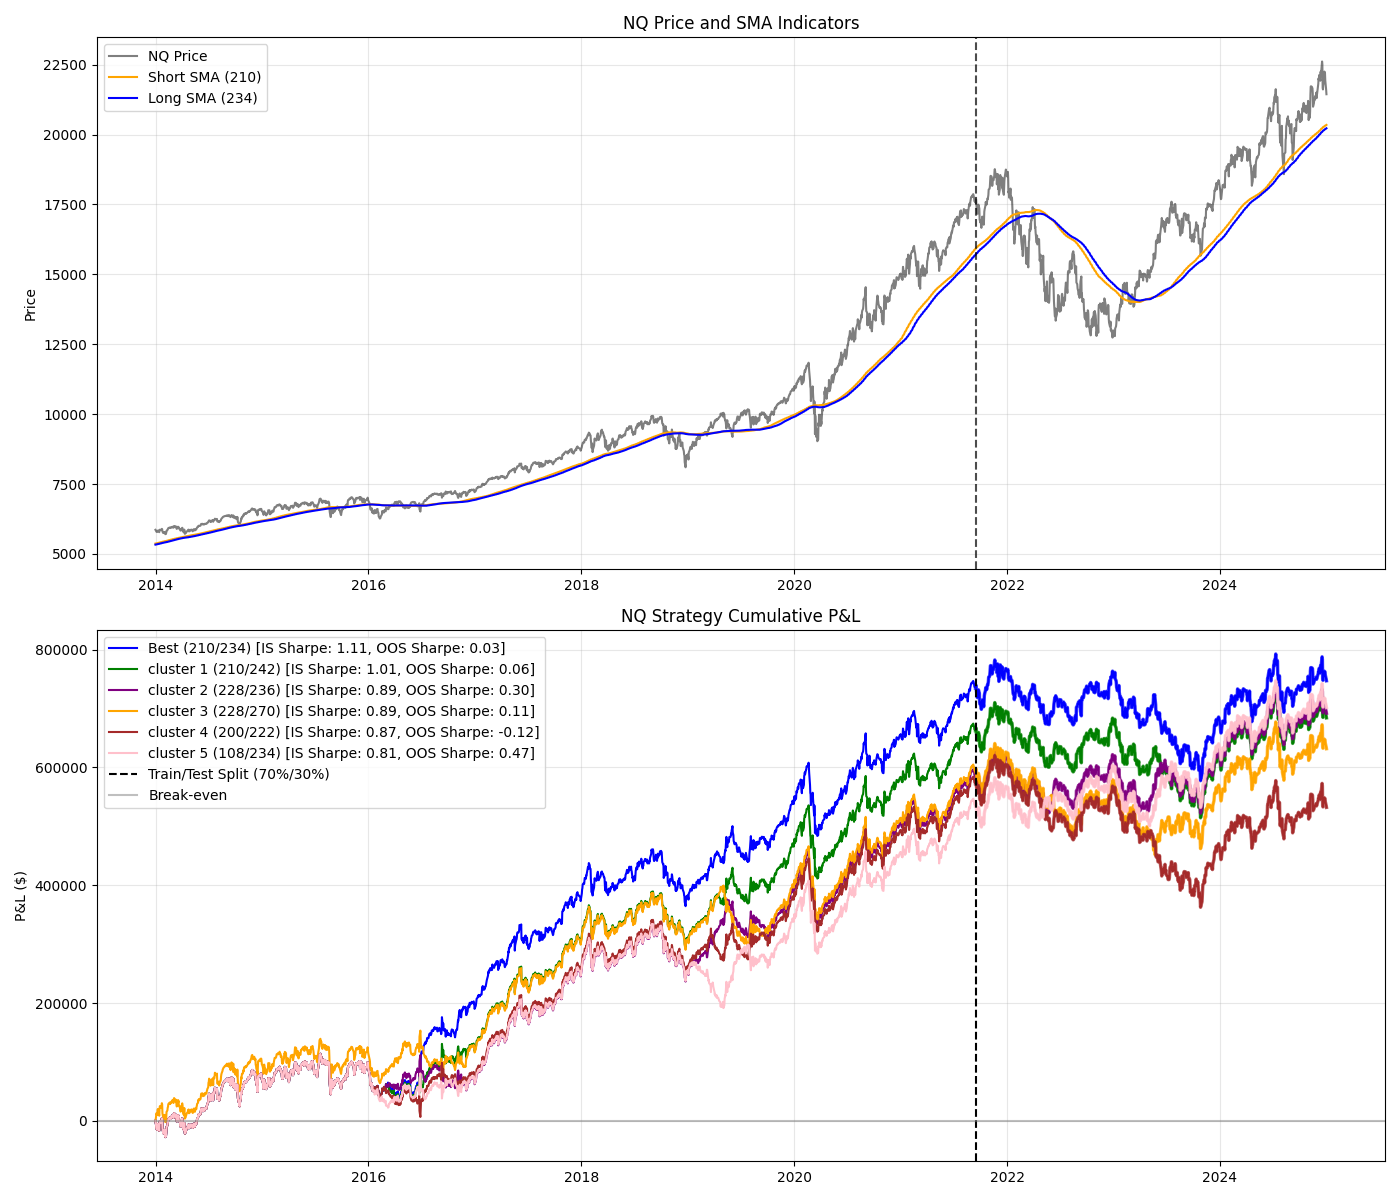 NQ Price and SMA Indicators
NQ Price
Short SMA (210)
Long SMA (234)
22500
20000
17500
15000
12500
10000
7500
5000
Price
2014 2016 2018 2020 2022 2024
NQ Strategy Cumulative P&L
Best (210/234) [IS Sharpe: 1.11, OOS Sharpe: 0.03]
cluster 1 (210/242) [IS Sharpe: 1.01, OOS Sharpe: 0.06]
cluster 2 (228/236) [IS Sharpe: 0.89, OOS Sharpe: 0.30]
cluster 3 (228/270) [IS Sharpe: 0.89, OOS Sharpe: 0.11]
cluster 4 (200/222) [IS Sharpe: 0.87, OOS Sharpe: -0.12]
cluster 5 (108/234) [IS Sharpe: 0.81, OOS Sharpe: 0.47]
Train/Test Split (70%/30%)
Break-even
800000
600000
400000
200000
0
P&L ($)
2014 2016 2018 2020 2022 2024